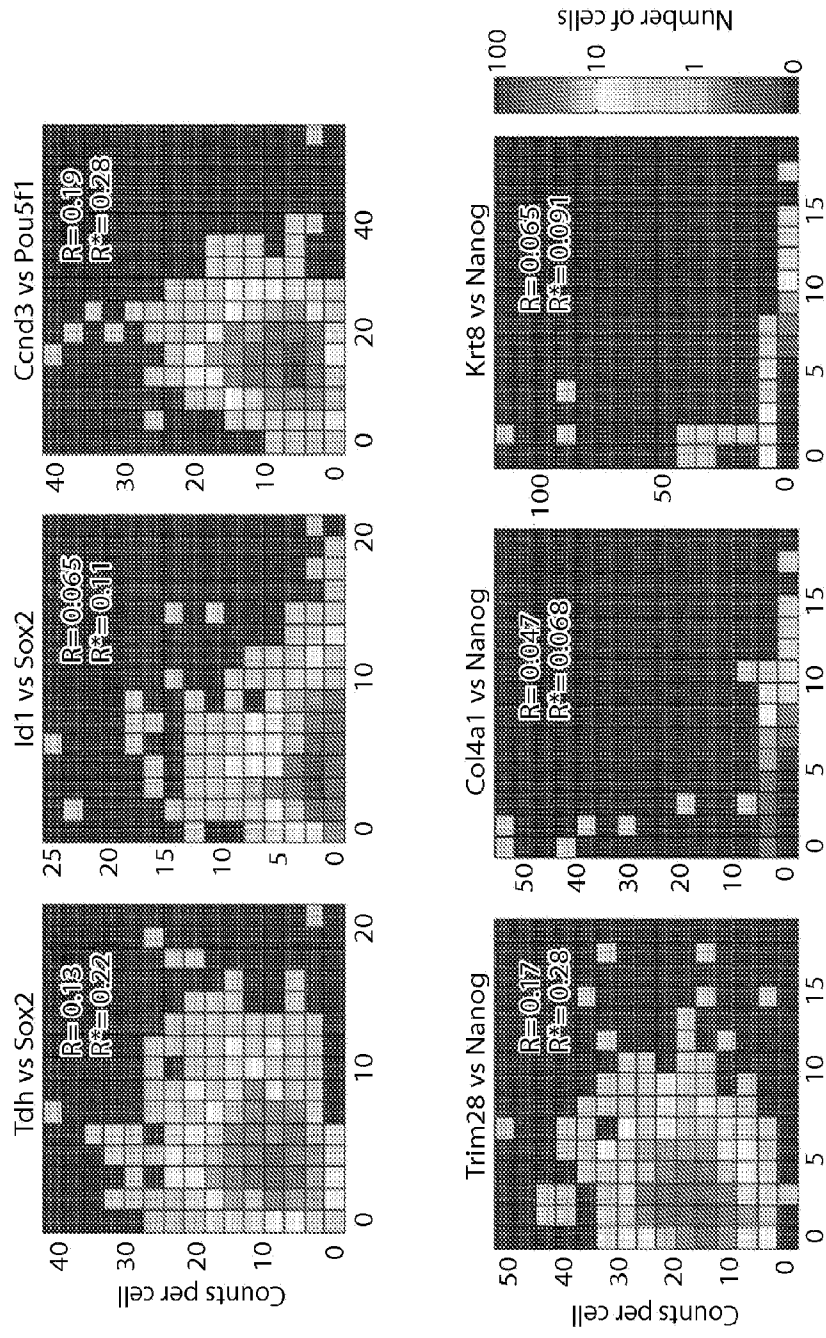 Tdh vs Sox2
R=0.13
R*=0.22
Counts per cell
40
30
20
10
0
0
10
20
Id1 vs Sox2
R=0.065
R*=0.11
25
20
15
10
5
0
0
10
20
Ccnd3 vs Pou5f1
R=0.19
R*=0.28
40
30
20
10
0
0
20
40
Trim28 vs Nanog
R=0.17
R*=0.28
Counts per cell
50
40
30
20
10
0
0
5
10
15
Col4a1 vs Nanog
R=0.047
R*=0.068
50
40
30
20
10
0
0
5
10
15
Krt8 vs Nanog
R=0.065
R*=0.091
100
50
0
0
5
10
15
100
10
1
0
Number of cells